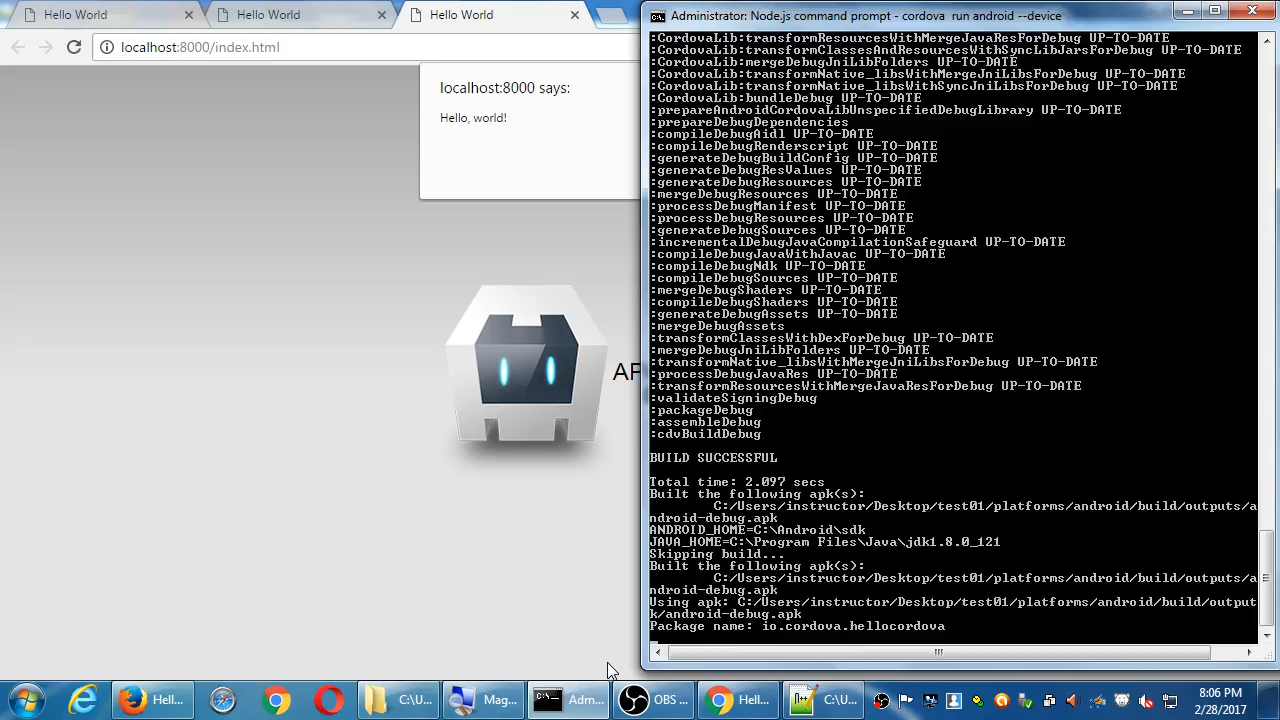 Hello World
Hello World
Hello World
localhost:8000/index.html
localhost:8000 says:
Hello, world!
AP
Administrator: Node.js command prompt - cordova  run android --device
:CordovaLib:transformResourcesWithMergeJavaResForDebug UP-TO-DATE
:CordovaLib:transformClassesAndResourcesWithSyncLibJarsForDebug UP-TO-DATE
:CordovaLib:mergeDebugJniLibFolders UP-TO-DATE
:CordovaLib:transformNative_libsWithMergeJniLibsForDebug UP-TO-DATE
:CordovaLib:transformNative_libsWithSyncJniLibsForDebug UP-TO-DATE
:CordovaLib:bundleDebug UP-TO-DATE
:prepareAndroidCordovaLibUnspecifiedDebugLibrary UP-TO-DATE
:prepareDebugDependencies
:compileDebugAidl UP-TO-DATE
:compileDebugRenderscript UP-TO-DATE
:generateDebugBuildConfig UP-TO-DATE
:generateDebugResValues UP-TO-DATE
:generateDebugResources UP-TO-DATE
:mergeDebugResources UP-TO-DATE
:processDebugManifest UP-TO-DATE
:processDebugResources UP-TO-DATE
:generateDebugSources UP-TO-DATE
:incrementalDebugJavaCompilationSafeguard UP-TO-DATE
:compileDebugJavaWithJavac UP-TO-DATE
:compileDebugNdk UP-TO-DATE
:compileDebugSources UP-TO-DATE
:mergeDebugShaders UP-TO-DATE
:compileDebugShaders UP-TO-DATE
:generateDebugAssets UP-TO-DATE
:mergeDebugAssets
:transformClassesWithDexForDebug UP-TO-DATE
:mergeDebugJniLibFolders UP-TO-DATE
:transformNative_libsWithMergeJniLibsForDebug UP-TO-DATE
:processDebugJavaRes UP-TO-DATE
:transformResourcesWithMergeJavaResForDebug UP-TO-DATE
:validateSigningDebug
:packageDebug
:assembleDebug
:cdvBuildDebug
BUILD SUCCESSFUL
Total time: 2.097 secs
Built the following apk(s):
C:/Users/instructor/Desktop/test01/platforms/android/build/outputs/a
ndroid-debug.apk
ANDROID_HOME=C:\Android\sdk
JAVA_HOME=C:\Program Files\Java\jdk1.8.0_121
Skipping build...
Built the following apk(s):
C:/Users/instructor/Desktop/test01/platforms/android/build/outputs/a
ndroid-debug.apk
Using apk: C:/Users/instructor/Desktop/test01/platforms/android/build/output
k/android-debug.apk
Package name: io.cordova.hellocordova
Hell...
C:\U...
Mag...
Adm...
OBS ...
Hell...
C:\U...
8:06 PM
2/28/2017